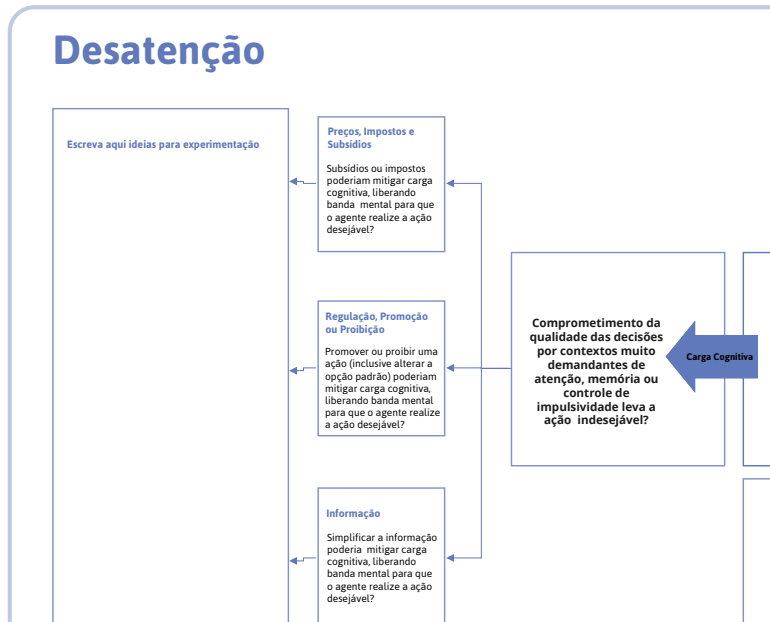 Desatenção
Escreva aqui ideias para experimentação
Preços, Impostos e
Subsídios
Subsídios ou impostos
poderiam mitigar carga
cognitiva, liberando
banda mental para que
o agente realize a ação
desejável?
Regulação, Promoção
ou Proibição
Promover ou proibir uma
ação (inclusive alterar a
opção padrão) poderiam
mitigar carga cognitiva,
liberando banda mental
para que o agente realize
a ação desejável?
Informação
Simplificar a informação
poderia mitigar carga
cognitiva, liberando
banda mental para que
o agente realize a ação
desejável?
Comprometimento da
qualidade das decisões
por contextos muito
demandantes de
atenção, memória ou
controle de
impulsividade leva a
ação indesejável?
Carga Cognitiva